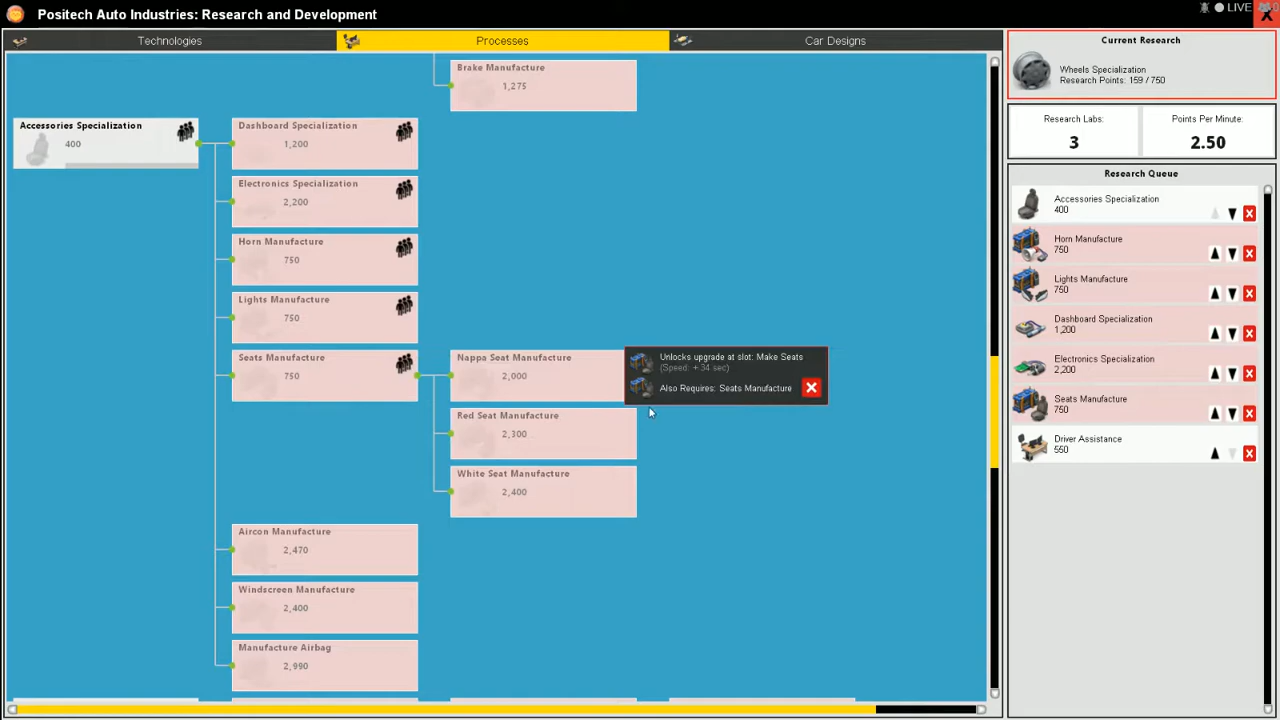 Positech Auto Industries: Research and Development
LIVE
Technologies
Processes
Car Designs
Brake Manufacture
1,275
Accessories Specialization
400
Dashboard Specialization
1,200
Electronics Specialization
2,200
Horn Manufacture
750
Lights Manufacture
750
Seats Manufacture
750
Nappa Seat Manufacture
2,000
Unlocks upgrade at slot: Make Seats
(Speed: + 34 sec)
Also Requires: Seats Manufacture
Red Seat Manufacture
2,300
White Seat Manufacture
2,400
Aircon Manufacture
2,470
Windscreen Manufacture
2,400
Manufacture Airbag
2,990
Current Research
Wheels Specialization
Research Points: 159 / 750
Research Labs:
3
Points Per Minute:
2.50
Research Queue
Accessories Specialization
400
Horn Manufacture
750
Lights Manufacture
750
Dashboard Specialization
1,200
Electronics Specialization
2,200
Seats Manufacture
750
Driver Assistance
550